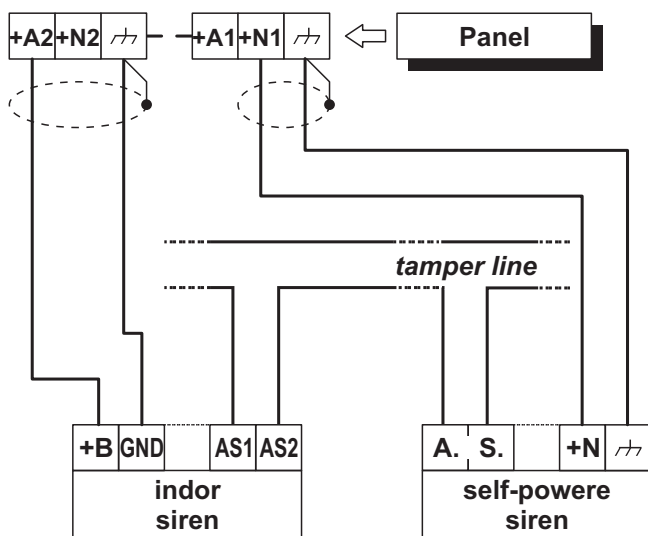 +A2 +N2 +A1 +N1 Panel
tamper line
+B GND AS1 AS2 A. S. +N
indor
siren
self-powere
siren